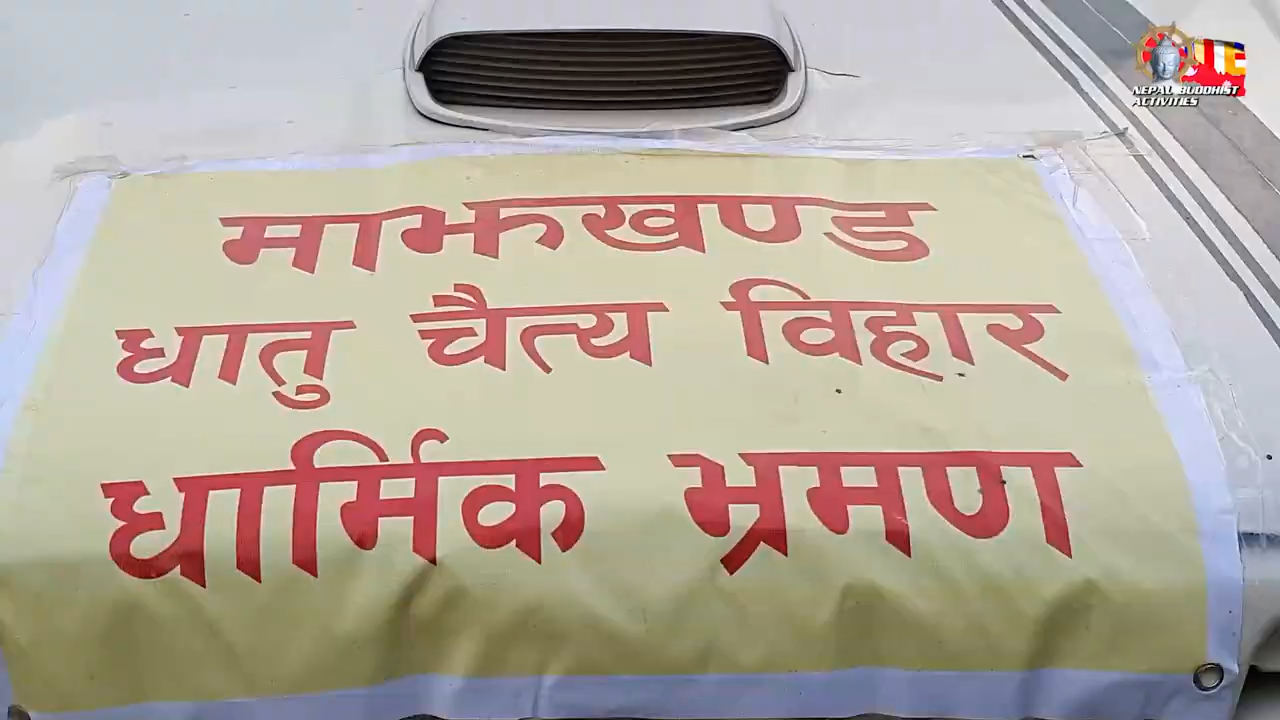 माझखण्ड
धातु चैत्य विहार
धार्मिक भ्रमण
NEPAL BUDDHIST
ACTIVITIES